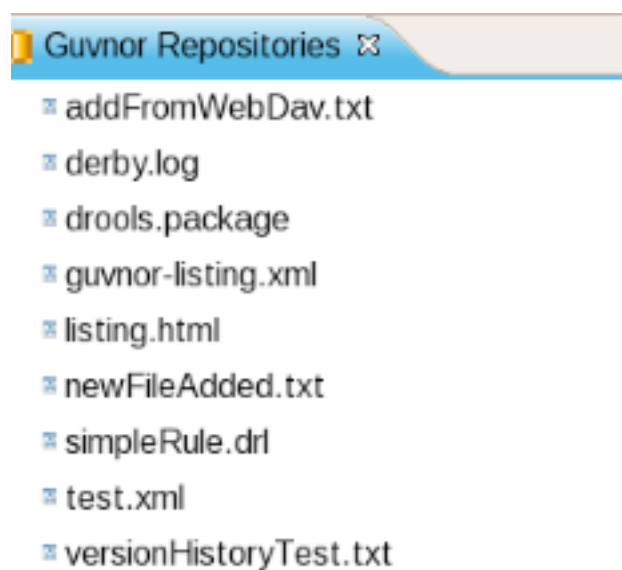 Guvnor Repositories
addFromWebDav.txt
derby.log
drools.package
guvnor-listing.xml
listing.html
newFileAdded.txt
simpleRule.drl
test.xml
versionHistoryTest.txt